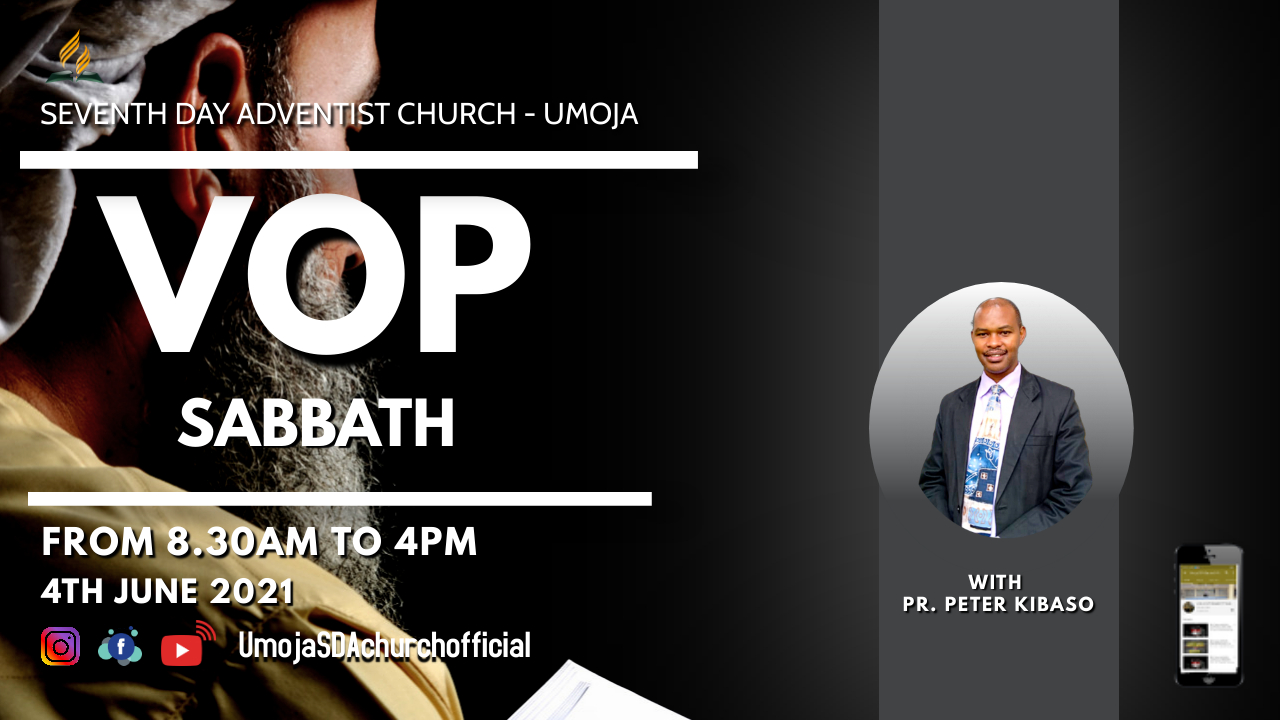 SEVENTH DAY ADVENTIST CHURCH - UMOJA
VOP
SABBATH
FROM 8.30AM TO 4PM
4TH JUNE 2021
UmojaSDAchurchofficial
WITH
PR. PETER KIBASO